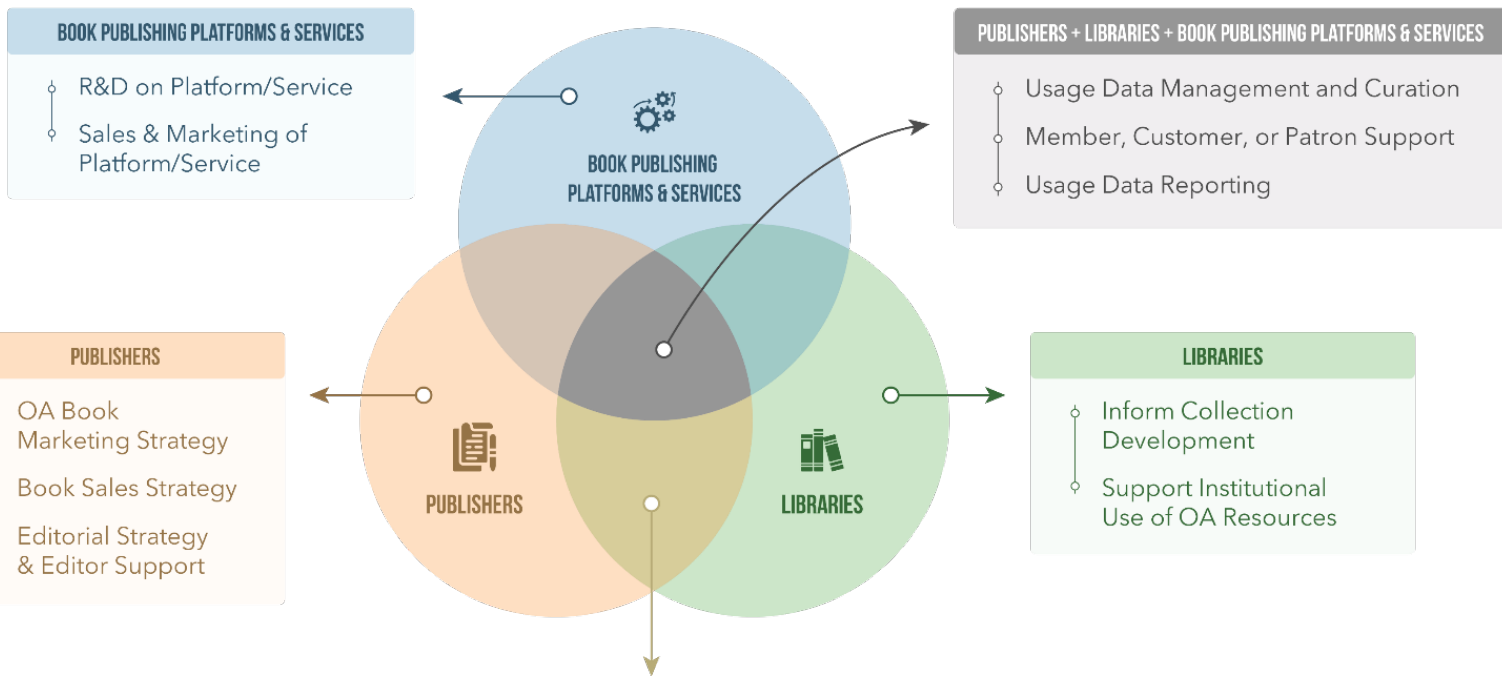 BOOK PUBLISHING PLATFORMS & SERVICES
R&D on Platform/Service
Sales & Marketing of
Platform/Service
BOOK PUBLISHING
PLATFORMS & SERVICES
PUBLISHERS + LIBRARIES + BOOK PUBLISHING PLATFORMS & SERVICES
Usage Data Management and Curation
Member, Customer, or Patron Support
Usage Data Reporting
PUBLISHERS
OA Book
Marketing Strategy
Book Sales Strategy
Editorial Strategy
& Editor Support
PUBLISHERS
LIBRARIES
LIBRARIES
Inform Collection
Development
Support Institutional
Use of OA Resources